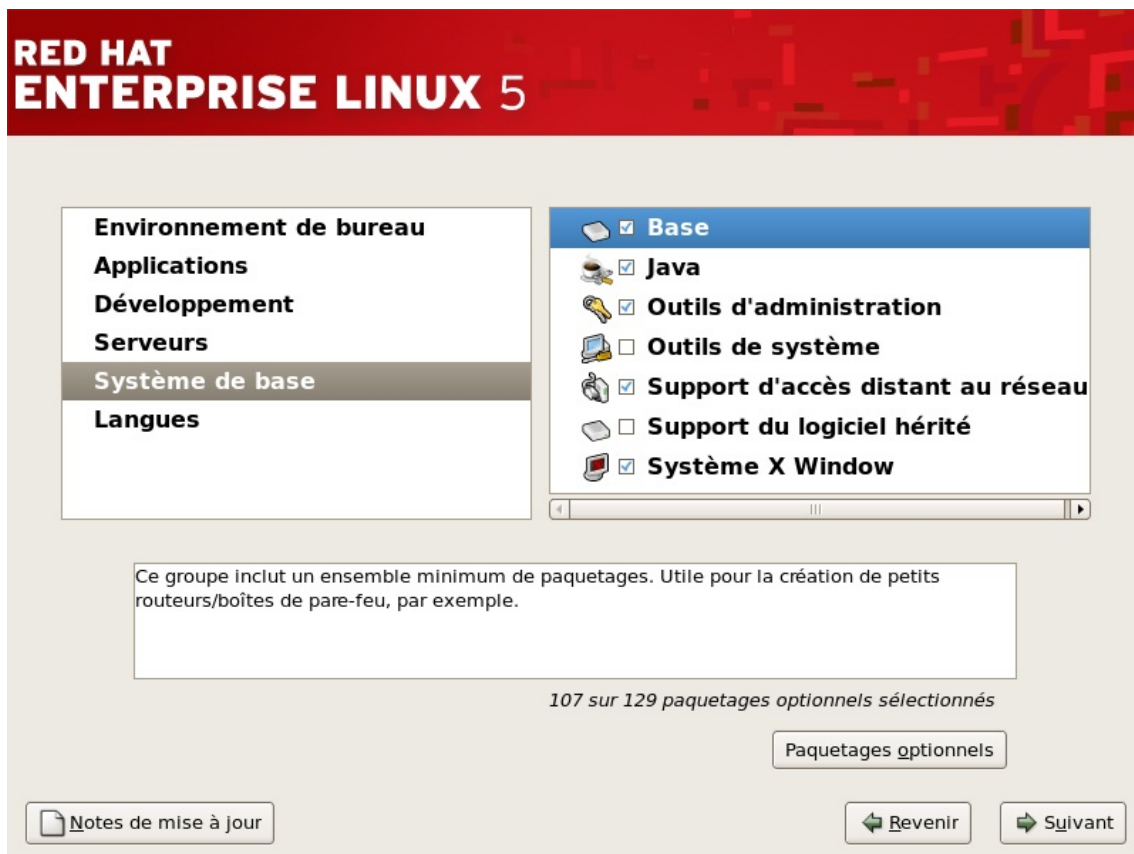 RED HAT
ENTERPRISE LINUX 5
Environnement de bureau
Applications
Développement
Serveurs
Système de base
Langues
Base
Java
Outils d'administration
Outils de système
Support d'accès distant au réseau
Support du logiciel hérité
Système X Window
Ce groupe inclut un ensemble minimum de paquetages. Utile pour la création de petits
routeurs/boîtes de pare-feu, par exemple.
107 sur 129 paquetages optionnels sélectionnés
Paquetages optionnels
Notes de mise à jour
Revenir
Suivant